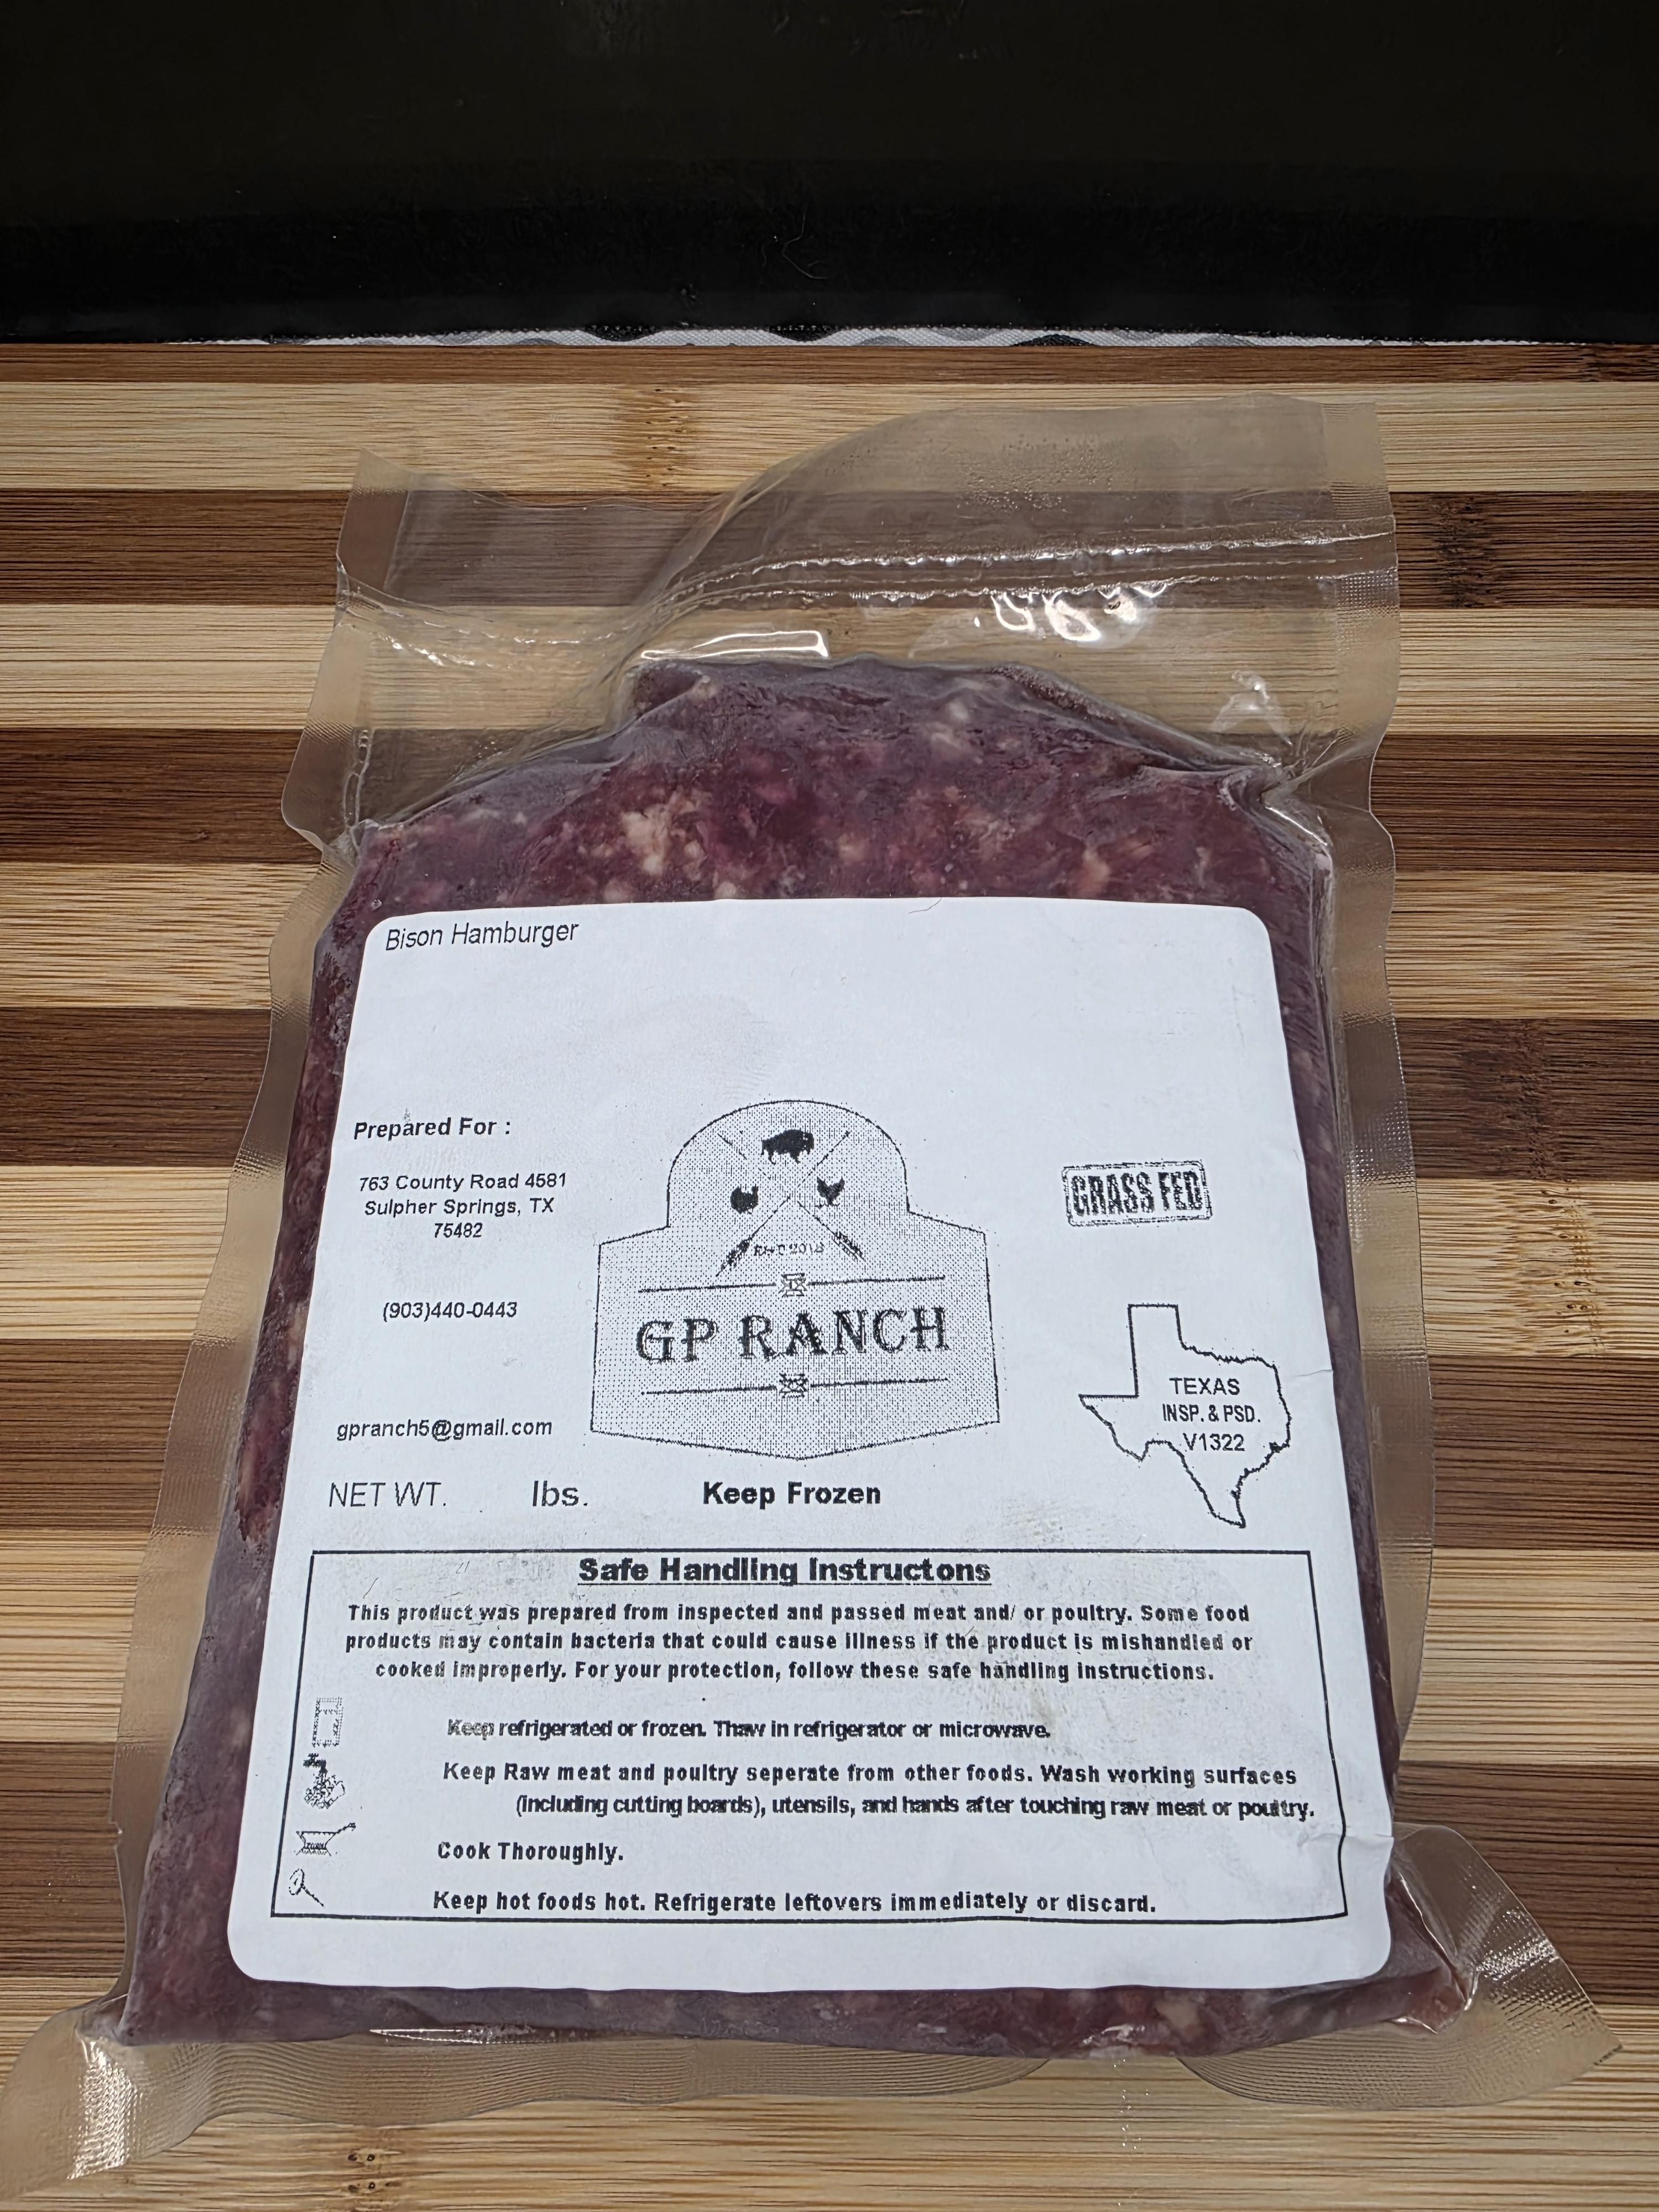 Bison Hamburger
Prepared For :
763 County Road 4581
Sulpher Springs, TX
75482
(903)440-0443
gpranch5@gmail.com
GP RANCH
GRASS FED
TEXAS
INSP. & PSD.
V1322
NET WT. lbs. Keep Frozen
Safe Handling Instructons
This product was prepared from inspected and passed meat and/ or poultry. Some food
products may contain bacteria that could cause illness if the product is mishandled or
cooked improperly. For your protection, follow these safe handling instructions.
Keep refrigerated or frozen. Thaw in refrigerator or microwave.
Keep Raw meat and poultry seperate from other foods. Wash working surfaces
(including cutting boards), utensils, and hands after touching raw meat or poultry.
Cook Thoroughly.
Keep hot foods hot. Refrigerate leftovers immediately or discard.